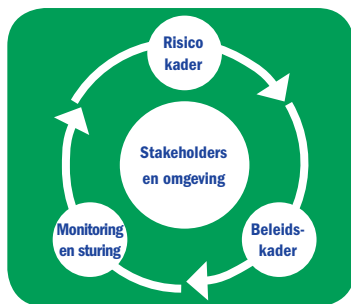 Risico
kader
Stakeholders
en omgeving
Monitoring
en sturing
Beleids-
kader